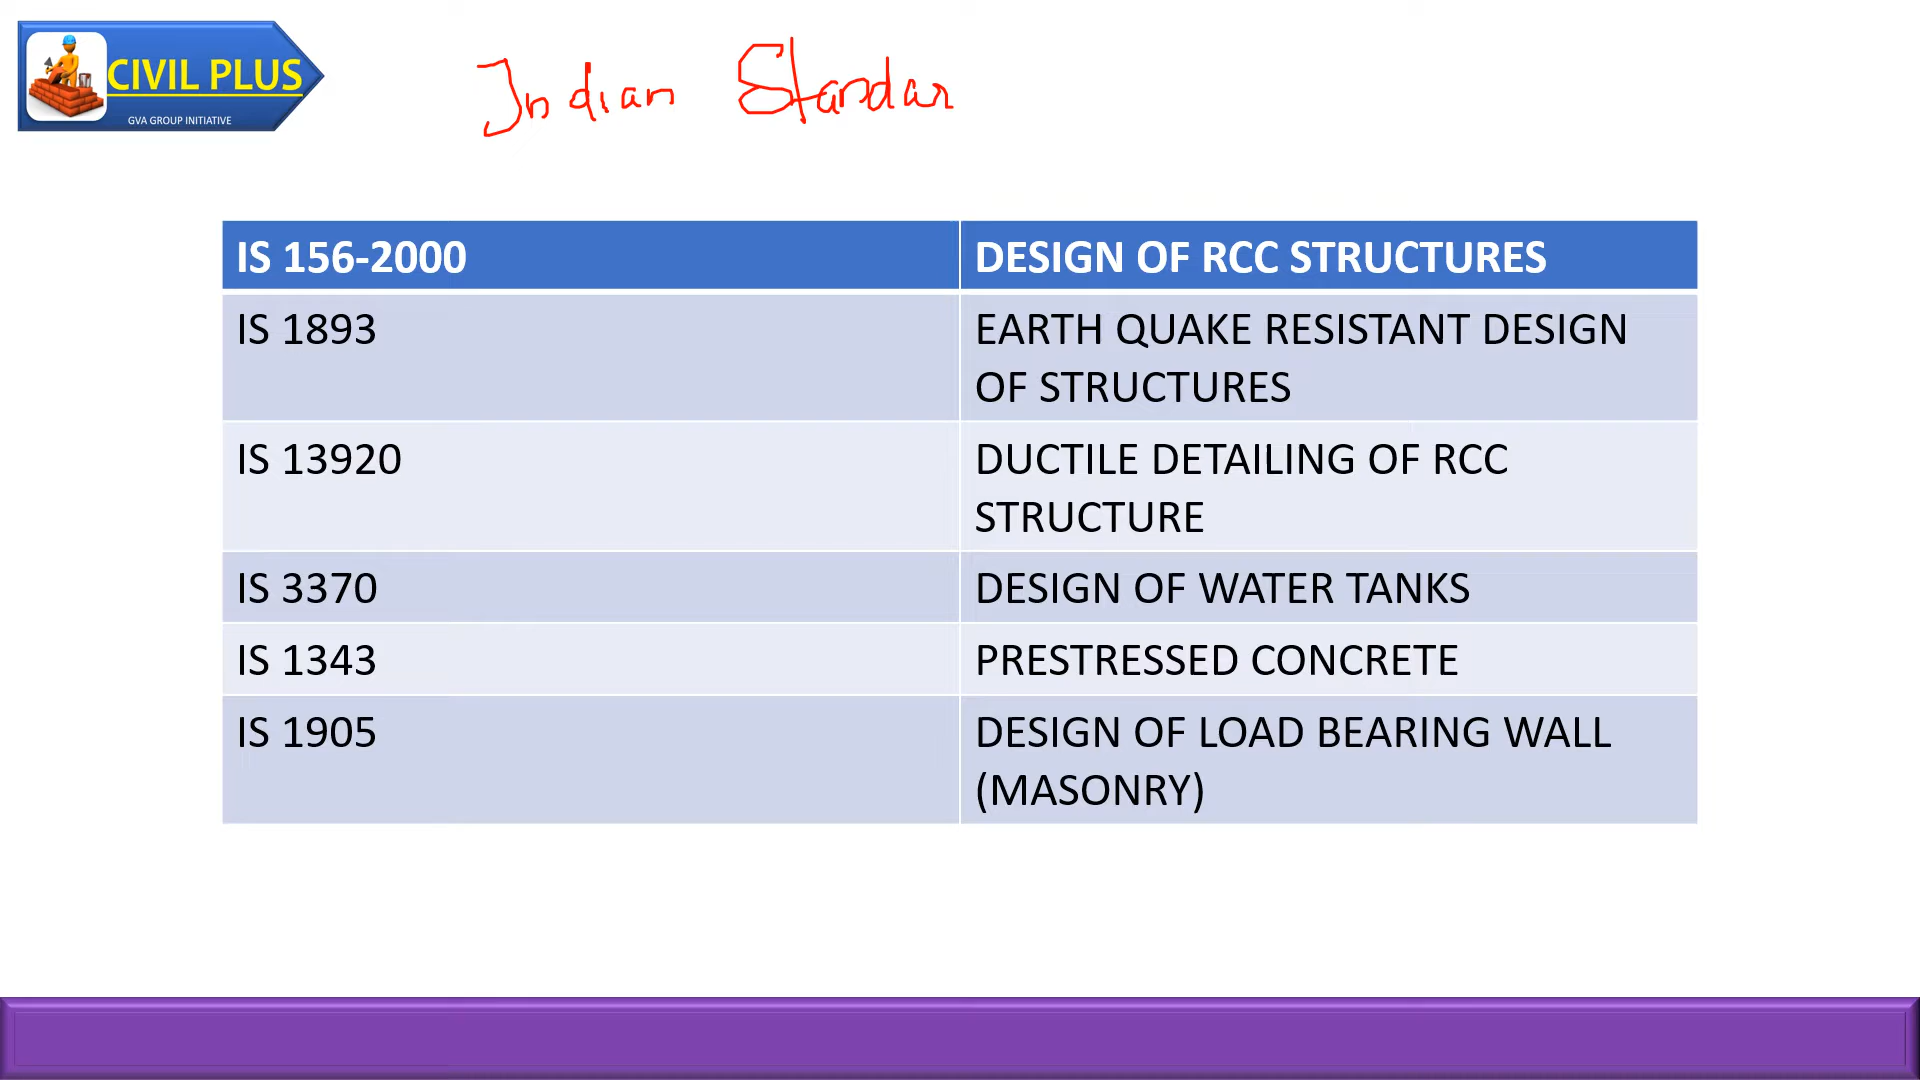 CIVIL PLUS
GVA GROUP INITIATIVE
Indian Standar
IS 156-2000
DESIGN OF RCC STRUCTURES
IS 1893
EARTH QUAKE RESISTANT DESIGN
OF STRUCTURES
IS 13920
DUCTILE DETAILING OF RCC
STRUCTURE
IS 3370
DESIGN OF WATER TANKS
IS 1343
PRESTRESSED CONCRETE
IS 1905
DESIGN OF LOAD BEARING WALL
(MASONRY)